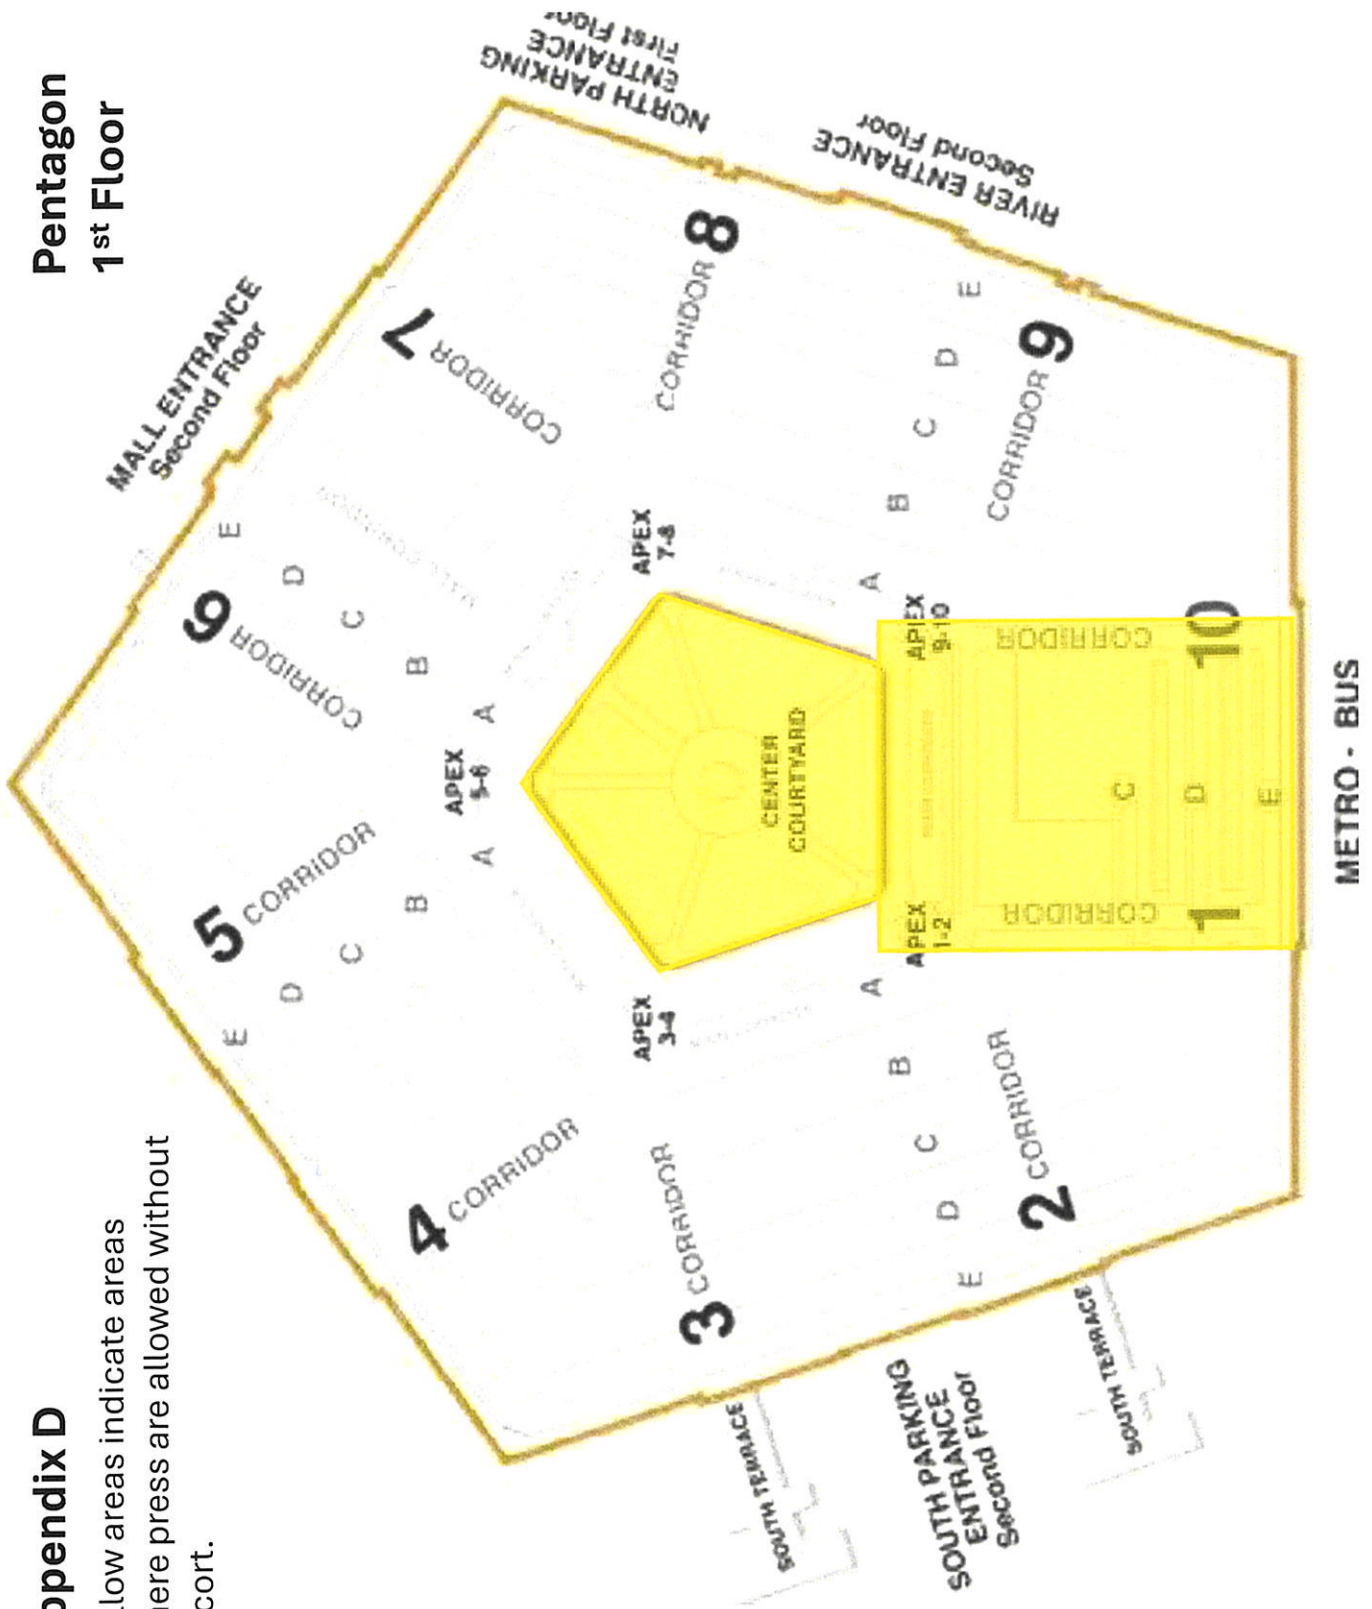 ppendix D
low areas indicate areas
ere press are allowed without
cort.
Pentagon
1st Floor
MALL ENTRANCE
Second Floor
NORTH PARKING
ENTRANCE
First Floor
RIVER ENTRANCE
Second Floor
SOUTH PARKING
ENTRANCE
Second Floor
SOUTH TERRACE
SOUTH TERRACE
METRO - BUS
4 CORRIDOR
5 CORRIDOR
6 CORRIDOR
7 CORRIDOR
3 CORRIDOR
CORRIDOR 8
2 CORRIDOR
CORRIDOR 9
1 CORRIDOR
CORRIDOR 10
E
D
C
B
A
E
D
C
B
A
APEX
5-6
APEX
3-4
APEX
7-8
CENTER
COURTYARD
APEX
1-2
APEX
9-10
E
D
C
B
A
A
B
C
D
E
C
D
E